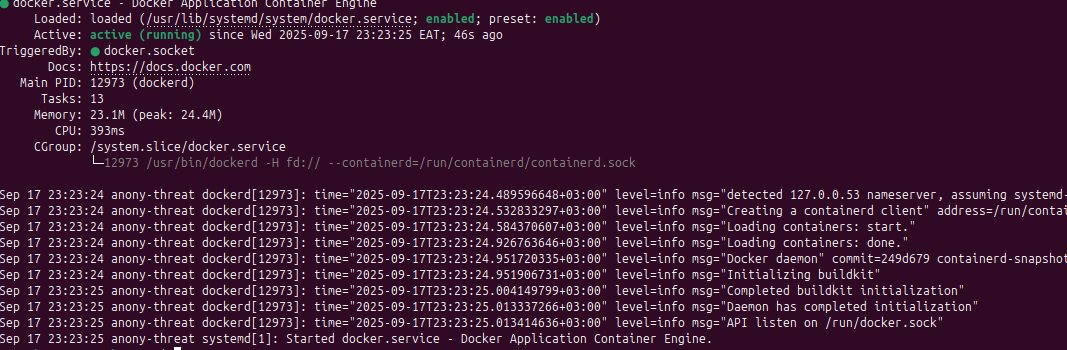 ● docker.service - Docker Application Container Engine
Loaded: loaded (/usr/lib/systemd/system/docker.service; enabled; preset: enabled)
Active: active (running) since Wed 2025-09-17 23:23:25 EAT; 46s ago
TriggeredBy: ● docker.socket
Docs: https://docs.docker.com
Main PID: 12973 (dockerd)
Tasks: 13
Memory: 23.1M (peak: 24.4M)
CPU: 393ms
CGroup: /system.slice/docker.service
└─12973 /usr/bin/dockerd -H fd:// --containerd=/run/containerd/containerd.sock
Sep 17 23:23:24 anony-threat dockerd[12973]: time="2025-09-17T23:23:24.489596648+03:00" level=info msg="detected 127.0.0.53 nameserver, assuming systemd-
Sep 17 23:23:24 anony-threat dockerd[12973]: time="2025-09-17T23:23:24.532833297+03:00" level=info msg="Creating a containerd client" address=/run/contai
Sep 17 23:23:24 anony-threat dockerd[12973]: time="2025-09-17T23:23:24.584370607+03:00" level=info msg="Loading containers: start."
Sep 17 23:23:24 anony-threat dockerd[12973]: time="2025-09-17T23:23:24.926763646+03:00" level=info msg="Loading containers: done."
Sep 17 23:23:24 anony-threat dockerd[12973]: time="2025-09-17T23:23:24.951720335+03:00" level=info msg="Docker daemon" commit=249d679 containerd-snapshot
Sep 17 23:23:24 anony-threat dockerd[12973]: time="2025-09-17T23:23:24.951906731+03:00" level=info msg="Initializing buildkit"
Sep 17 23:23:25 anony-threat dockerd[12973]: time="2025-09-17T23:23:25.004149799+03:00" level=info msg="Completed buildkit initialization"
Sep 17 23:23:25 anony-threat dockerd[12973]: time="2025-09-17T23:23:25.013337266+03:00" level=info msg="Daemon has completed initialization"
Sep 17 23:23:25 anony-threat dockerd[12973]: time="2025-09-17T23:23:25.013414636+03:00" level=info msg="API listen on /run/docker.sock"
Sep 17 23:23:25 anony-threat systemd[1]: Started docker.service - Docker Application Container Engine.